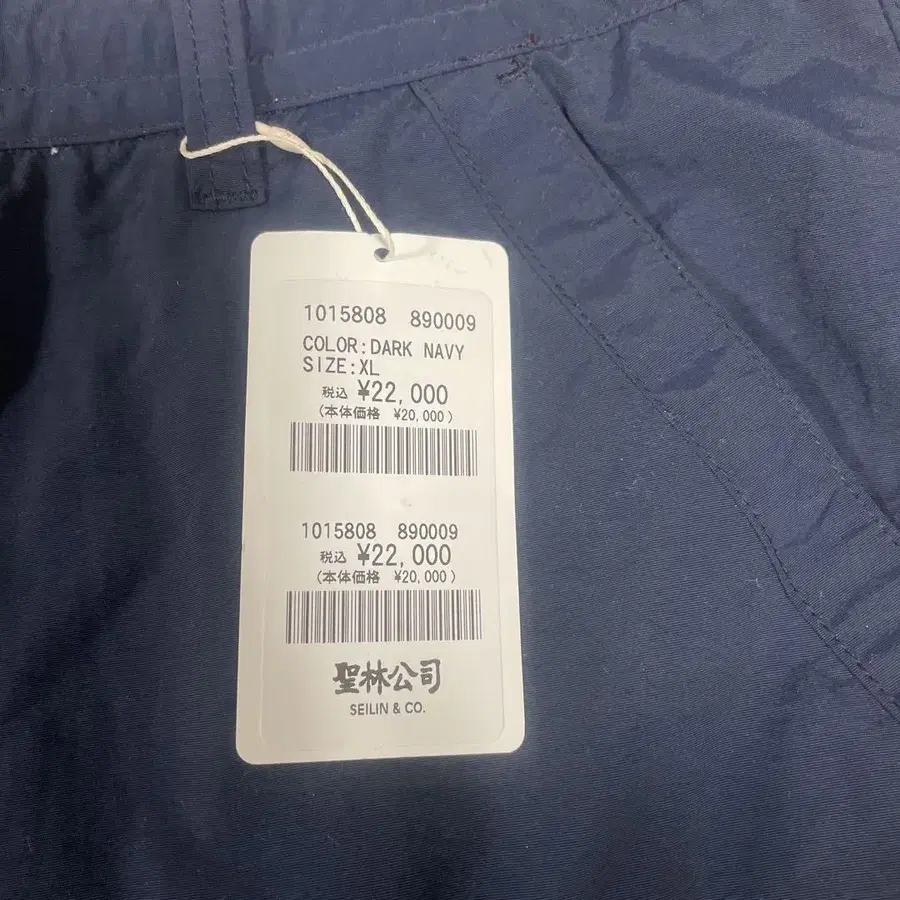 1015808 890009
COLOR:DARK NAVY
SIZE:XL
税込 ¥22,000
(本体価格 ¥20,000)
1015808 890009
税込 ¥22,000
(本体価格 ¥20,000)
聖林公司
SEILIN & CO.